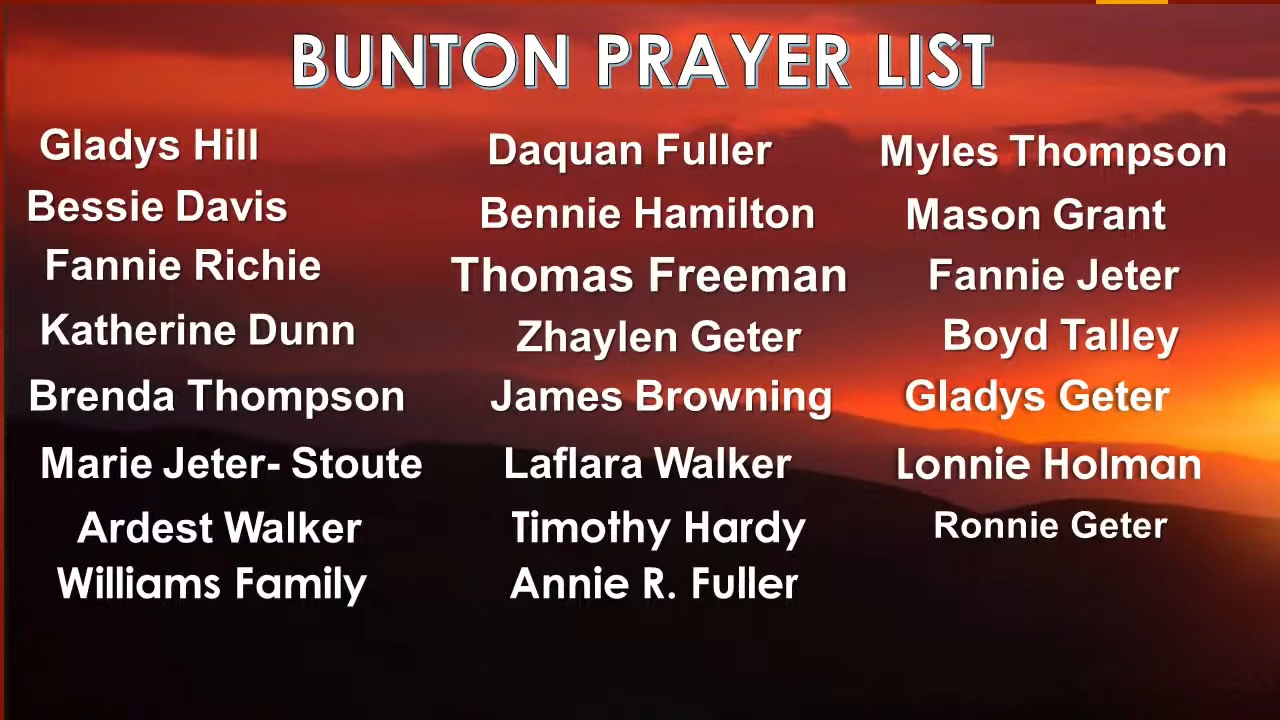 BUNTON PRAYER LIST
Gladys Hill
Bessie Davis
Fannie Richie
Katherine Dunn
Brenda Thompson
Marie Jeter- Stoute
Ardest Walker
Williams Family
Daquan Fuller
Bennie Hamilton
Thomas Freeman
Zhaylen Geter
James Browning
Laflara Walker
Timothy Hardy
Annie R. Fuller
Myles Thompson
Mason Grant
Fannie Jeter
Boyd Talley
Gladys Geter
Lonnie Holman
Ronnie Geter